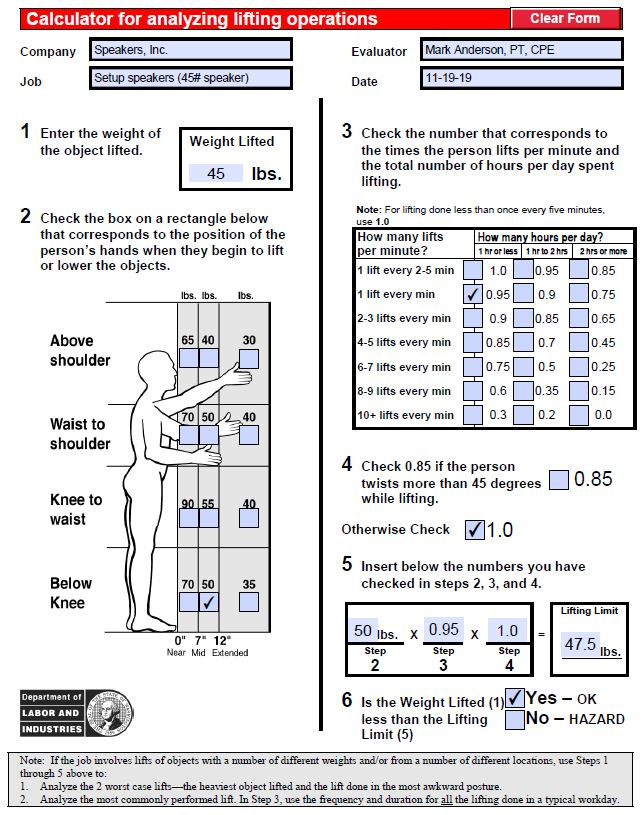 Calculator for analyzing lifting operations
Clear Form
Company Speakers, Inc.
Evaluator Mark Anderson, PT, CPE
Job Setup speakers (45# speaker)
Date 11-19-19
1 Enter the weight of
the object lifted.
Weight Lifted
45 lbs.
2 Check the box on a rectangle below
that corresponds to the position of the
person's hands when they begin to lift
or lower the objects.
lbs. lbs. lbs.
Above
shoulder
65 40 30
Waist to
shoulder
70 50 40
Knee to
waist
90 55 40
Below
Knee
70 50 35
0" 7" 12"
Near Mid Extended
Department of
LABOR AND
INDUSTRIES
3 Check the number that corresponds to
the times the person lifts per minute and
the total number of hours per day spent
lifting.
Note: For lifting done less than once every five minutes,
use 1.0
How many lifts
per minute?
How many hours per day?
1 hr or less 1 hr to 2 hrs 2 hrs or more
1 lift every 2-5 min 1.0 0.95 0.85
1 lift every min ✓ 0.95 0.9 0.75
2-3 lifts every min 0.9 0.85 0.65
4-5 lifts every min 0.85 0.7 0.45
6-7 lifts every min 0.75 0.5 0.25
8-9 lifts every min 0.6 0.35 0.15
10+ lifts every min 0.3 0.2 0.0
4 Check 0.85 if the person
twists more than 45 degrees
while lifting.
0.85
Otherwise Check ✓ 1.0
5 Insert below the numbers you have
checked in steps 2, 3, and 4.
50 lbs. X 0.95 X 1.0 =
Step Step Step
2 3 4
Lifting Limit
47.5 lbs.
6 Is the Weight Lifted (1)
less than the Lifting
Limit (5)
✓ Yes – OK
No – HAZARD
Note: If the job involves lifts of objects with a number of different weights and/or from a number of different locations, use Steps 1
through 5 above to:
1. Analyze the 2 worst case lifts—the heaviest object lifted and the lift done in the most awkward posture.
2. Analyze the most commonly performed lift. In Step 3, use the frequency and duration for all the lifting done in a typical workday.